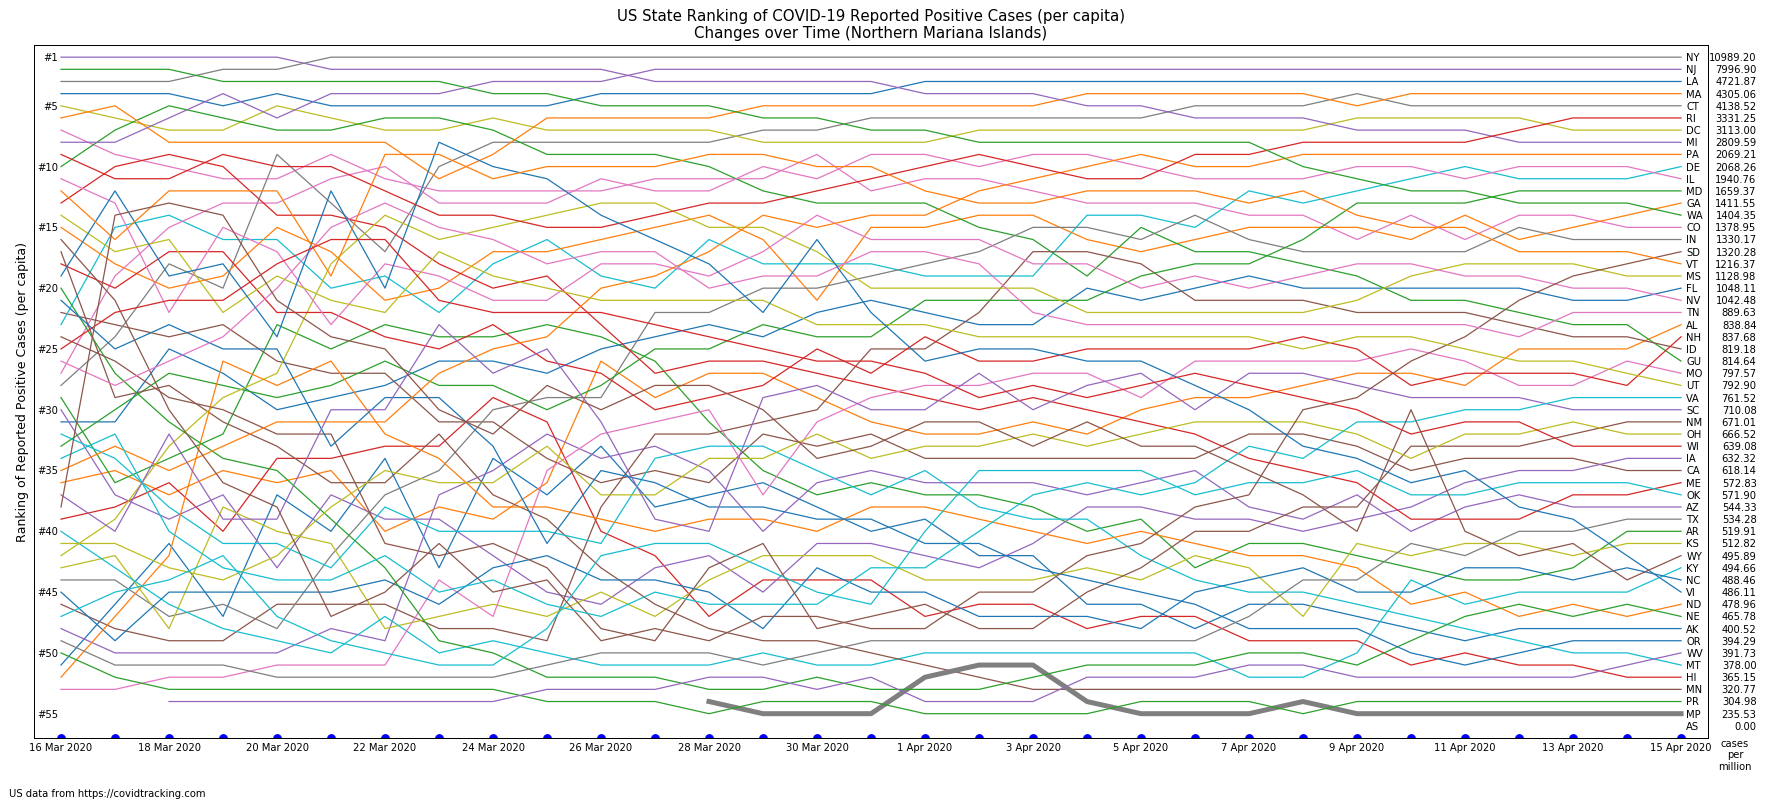 US State Ranking of COVID-19 Reported Positive Cases (per capita)
Changes over Time (Northern Mariana Islands)
Ranking of Reported Positive Cases (per capita)
#1
#5
#10
#15
#20
#25
#30
#35
#40
#45
#50
#55
NY 10989.20
NJ 7996.90
LA 4721.87
MA 4305.06
CT 4138.52
RI 3331.25
DC 3113.00
MI 2809.59
PA 2069.21
DE 2068.26
IL 1940.76
MD 1659.37
GA 1411.55
WA 1404.35
CO 1378.95
IN 1330.17
SD 1320.28
VT 1216.37
MS 1128.98
FL 1048.11
NV 1042.48
TN 889.63
AL 838.84
NH 837.68
ID 819.18
GU 814.64
MO 797.57
UT 792.90
VA 761.52
SC 710.08
NM 671.01
OH 666.52
WI 639.08
IA 632.32
CA 618.14
ME 572.83
OK 571.90
AZ 544.33
TX 534.28
AR 519.91
KS 512.82
WY 495.89
KY 494.66
NC 488.46
VI 486.11
ND 478.96
NE 465.78
AK 400.52
OR 394.29
WV 391.73
MT 378.00
HI 365.15
MN 320.77
PR 304.98
MP 235.53
AS 0.00
16 Mar 2020 18 Mar 2020 20 Mar 2020 22 Mar 2020 24 Mar 2020 26 Mar 2020 28 Mar 2020 30 Mar 2020 1 Apr 2020 3 Apr 2020 5 Apr 2020 7 Apr 2020 9 Apr 2020 11 Apr 2020 13 Apr 2020 15 Apr 2020
cases
per
million
US data from https://covidtracking.com